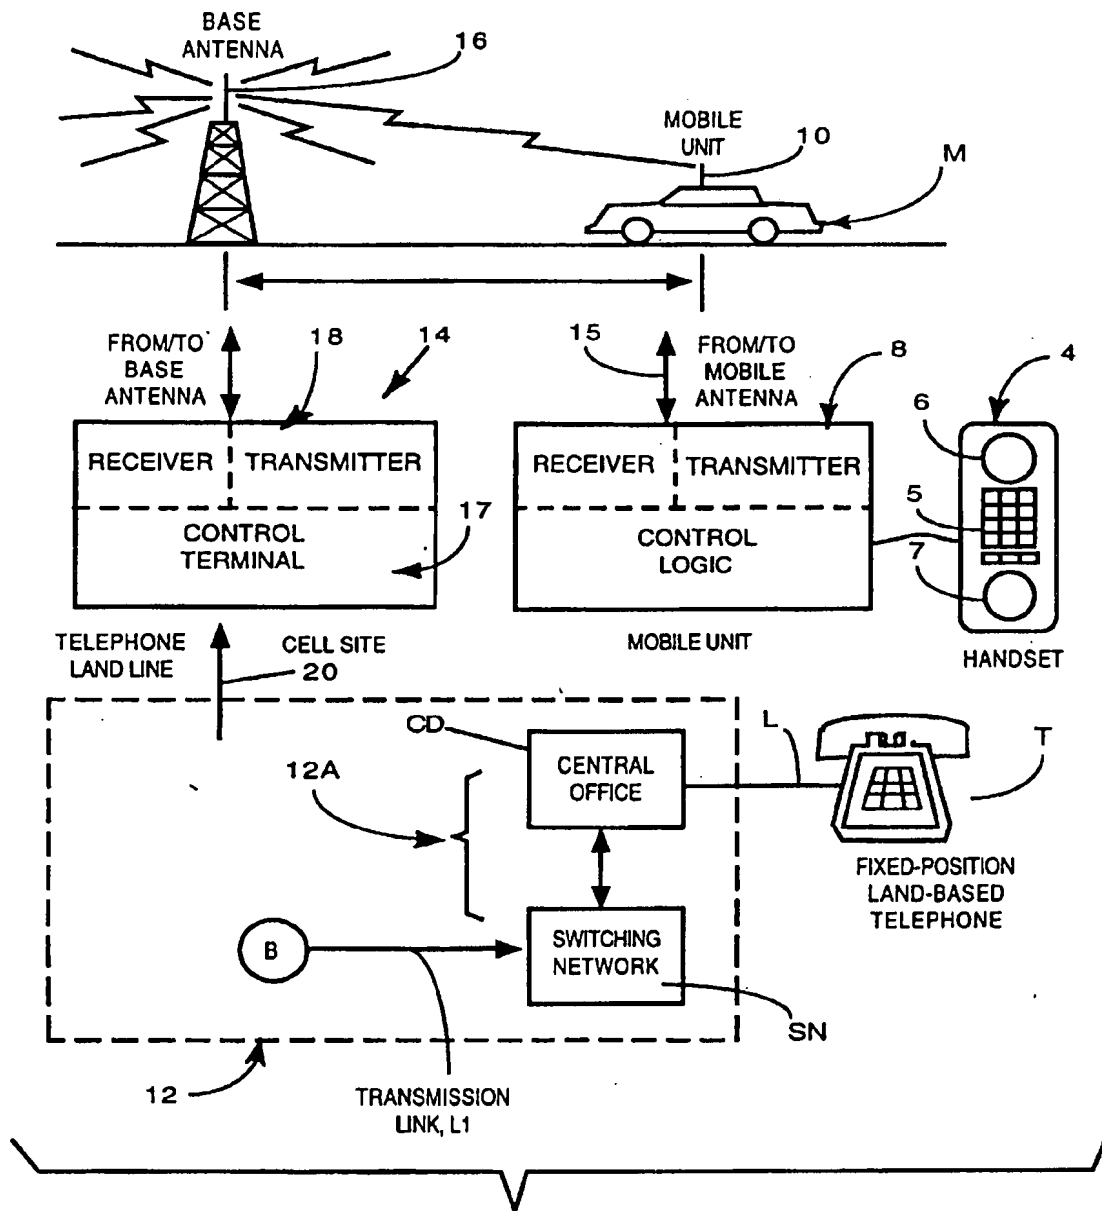 BASE
ANTENNA
16
MOBILE
UNIT
10
M
FROM/TO
BASE
ANTENNA
18
14
15
FROM/TO
MOBILE
ANTENNA
8
4
6
5
7
RECEIVER
TRANSMITTER
CONTROL
TERMINAL
17
RECEIVER
TRANSMITTER
CONTROL
LOGIC
TELEPHONE
LAND LINE
CELL SITE
20
MOBILE UNIT
HANDSET
CD
12A
CENTRAL
OFFICE
L
T
FIXED-POSITION
LAND-BASED
TELEPHONE
B
SWITCHING
NETWORK
SN
12
TRANSMISSION
LINK, L1